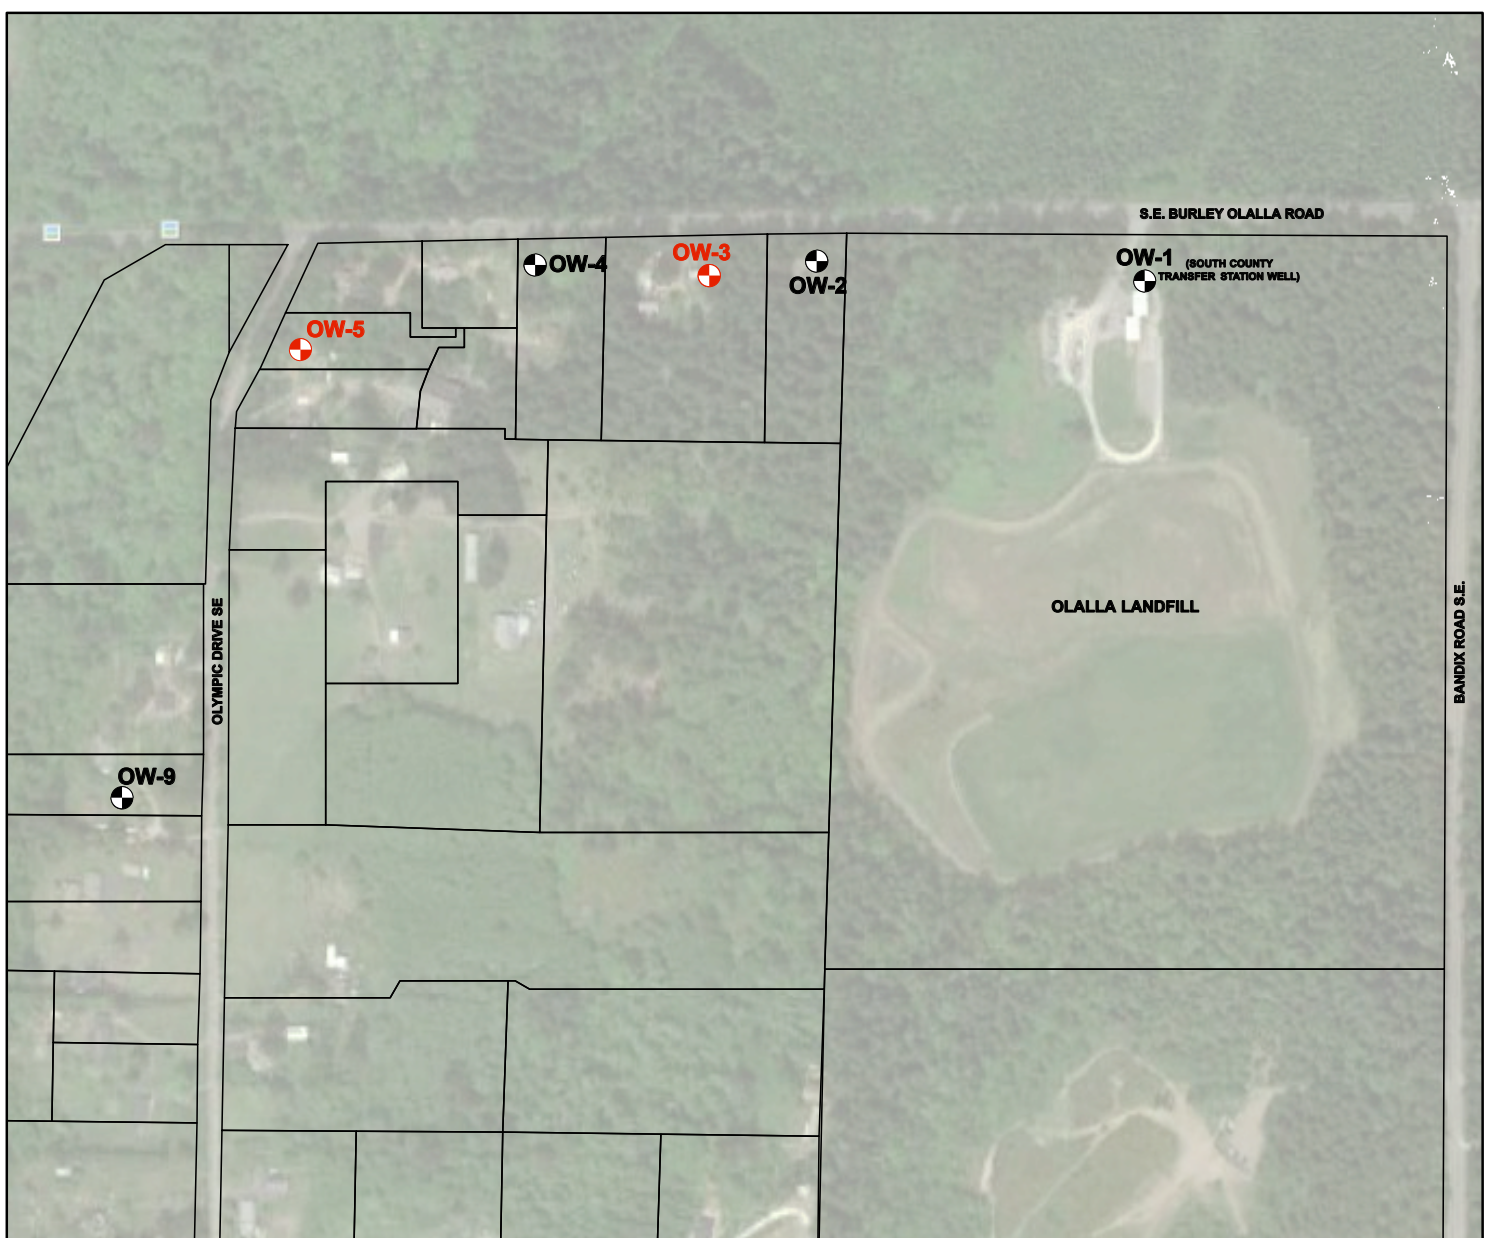 S.E. BURLEY OLALLA ROAD
OW-3
OW-4
OW-1 (SOUTH COUNTY
TRANSFER STATION WELL)
OW-2
OW-5
OLALLA LANDFILL
OLYMPIC DRIVE SE
BANDIX ROAD S.E.
OW-9